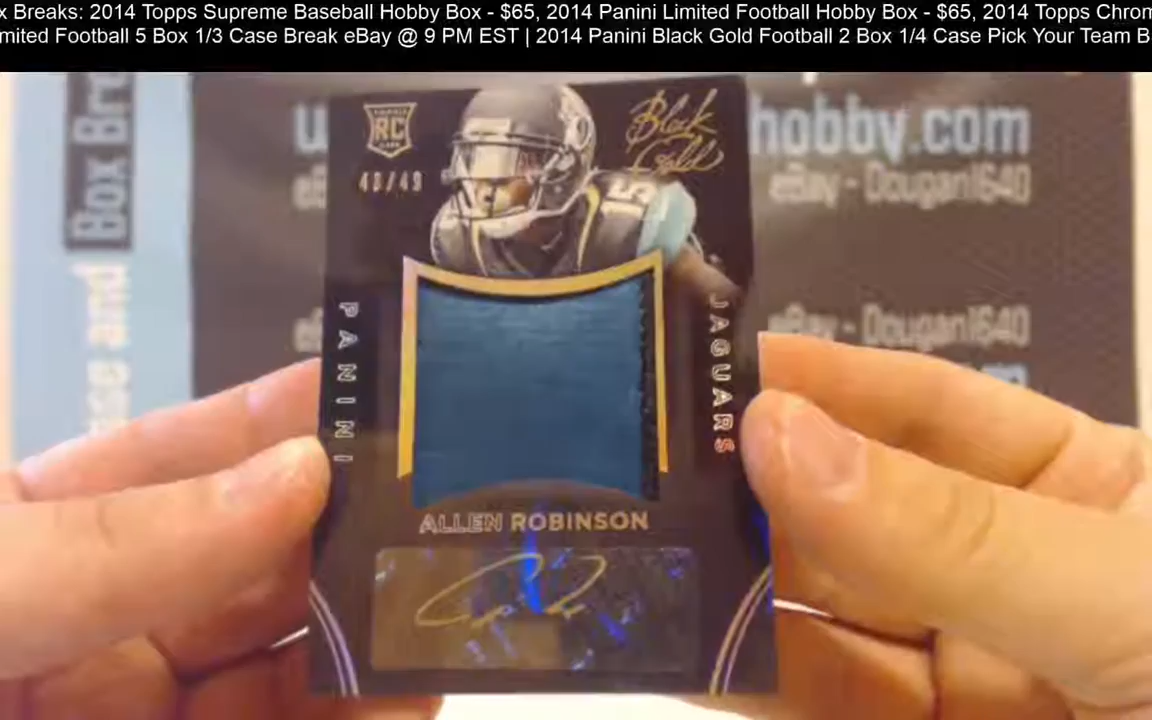 x Breaks: 2014 Topps Supreme Baseball Hobby Box - $65, 2014 Panini Limited Football Hobby Box - $65, 2014 Topps Chrom
mited Football 5 Box 1/3 Case Break eBay @ 9 PM EST | 2014 Panini Black Gold Football 2 Box 1/4 Case Pick Your Team B
RC
Black
Gold
hobby.com
eBay - Dougan1640
15
PANINI
JAGUARS
eBay - Dougan1640
ase and Box Bre
ALLEN ROBINSON